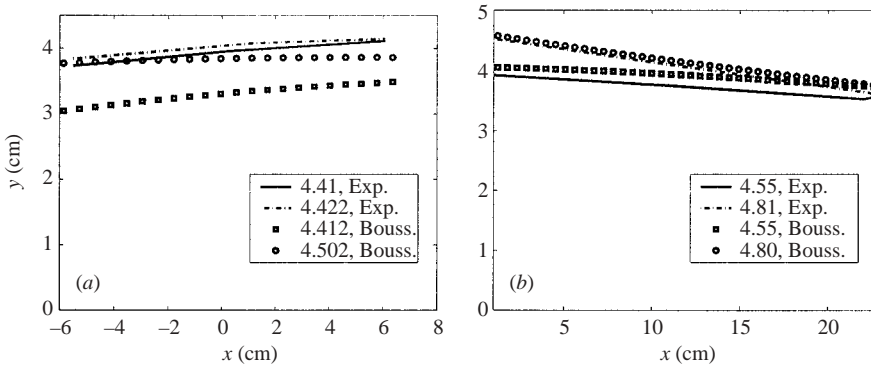 4
3
2
1
0
y (cm)
–6
–4
–2
0
2
4
6
8
x (cm)
4.41, Exp.
4.422, Exp.
4.412, Bouss.
4.502, Bouss.
(a)
5
4
3
2
1
0
5
10
15
20
x (cm)
4.55, Exp.
4.81, Exp.
4.55, Bouss.
4.80, Bouss.
(b)